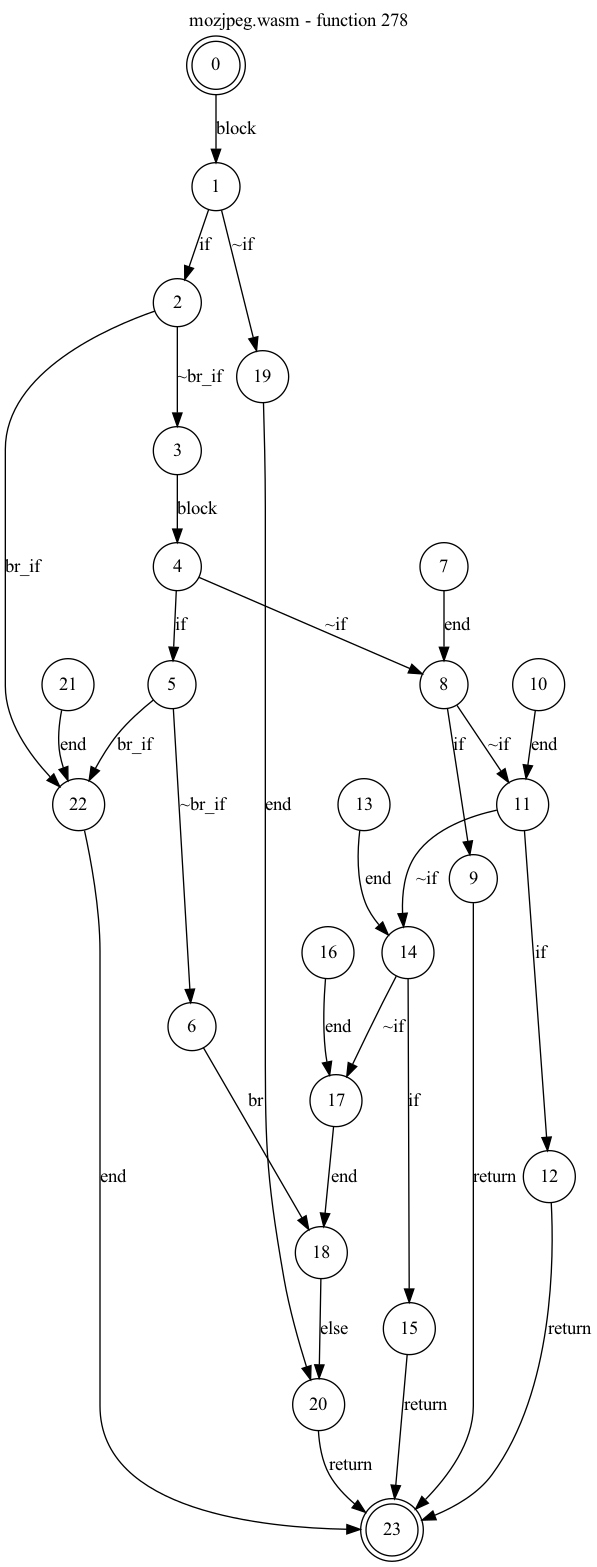 mozjpeg.wasm - function 278
0
block
1
if
~if
2
19
~br_if
3
block
br_if
4
7
if
~if
end
21
5
8
10
end
br_if
if
~if
end
22
~br_if
end
13
11
end
~if
9
16
14
if
6
end
~if
br
17
if
end
end
return
12
18
else
15
return
20
return
return
23